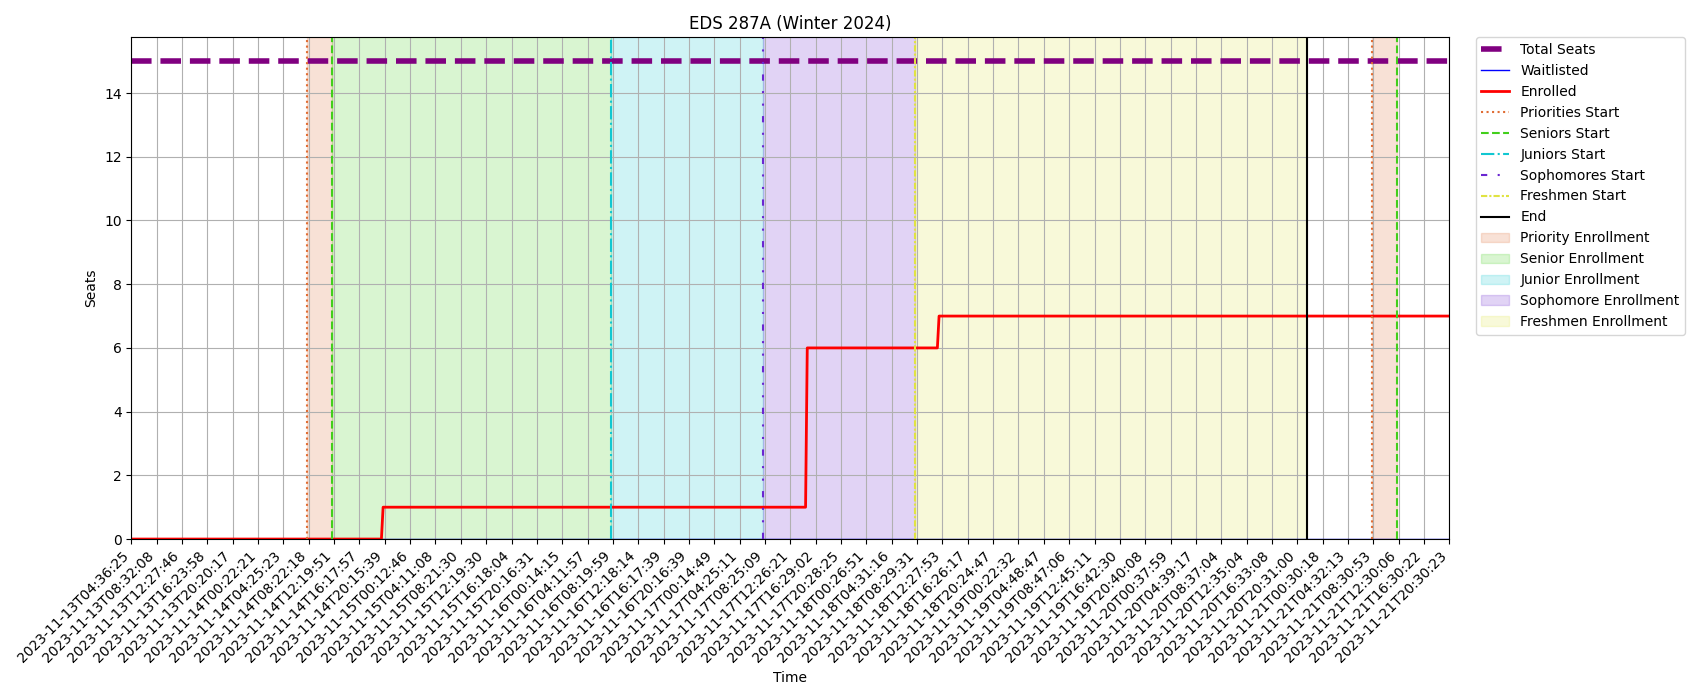 EDS 287A (Winter 2024)
Seats
14
12
10
8
6
4
2
0
2023-11-13T04:36:25
2023-11-13T08:32:08
2023-11-13T12:27:46
2023-11-13T16:23:58
2023-11-13T20:20:17
2023-11-14T00:22:21
2023-11-14T04:25:23
2023-11-14T08:22:18
2023-11-14T12:19:51
2023-11-14T16:17:57
2023-11-14T20:15:39
2023-11-15T00:12:46
2023-11-15T04:11:08
2023-11-15T08:21:30
2023-11-15T12:19:30
2023-11-15T16:18:04
2023-11-15T20:16:31
2023-11-16T00:14:15
2023-11-16T04:11:57
2023-11-16T08:19:59
2023-11-16T12:18:14
2023-11-16T16:17:39
2023-11-16T20:16:39
2023-11-17T00:14:49
2023-11-17T04:25:11
2023-11-17T08:25:09
2023-11-17T12:26:21
2023-11-17T16:29:02
2023-11-17T20:28:25
2023-11-18T00:26:51
2023-11-18T04:31:16
2023-11-18T08:29:31
2023-11-18T12:27:53
2023-11-18T16:26:17
2023-11-18T20:24:47
2023-11-19T00:22:32
2023-11-19T04:48:47
2023-11-19T08:47:06
2023-11-19T12:45:11
2023-11-19T16:42:30
2023-11-19T20:40:08
2023-11-20T00:37:59
2023-11-20T04:39:17
2023-11-20T08:37:04
2023-11-20T12:35:04
2023-11-20T16:33:08
2023-11-20T20:31:00
2023-11-21T00:30:18
2023-11-21T04:32:13
2023-11-21T08:30:53
2023-11-21T12:30:06
2023-11-21T16:30:22
2023-11-21T20:30:23
Time
Total Seats
Waitlisted
Enrolled
Priorities Start
Seniors Start
Juniors Start
Sophomores Start
Freshmen Start
End
Priority Enrollment
Senior Enrollment
Junior Enrollment
Sophomore Enrollment
Freshmen Enrollment